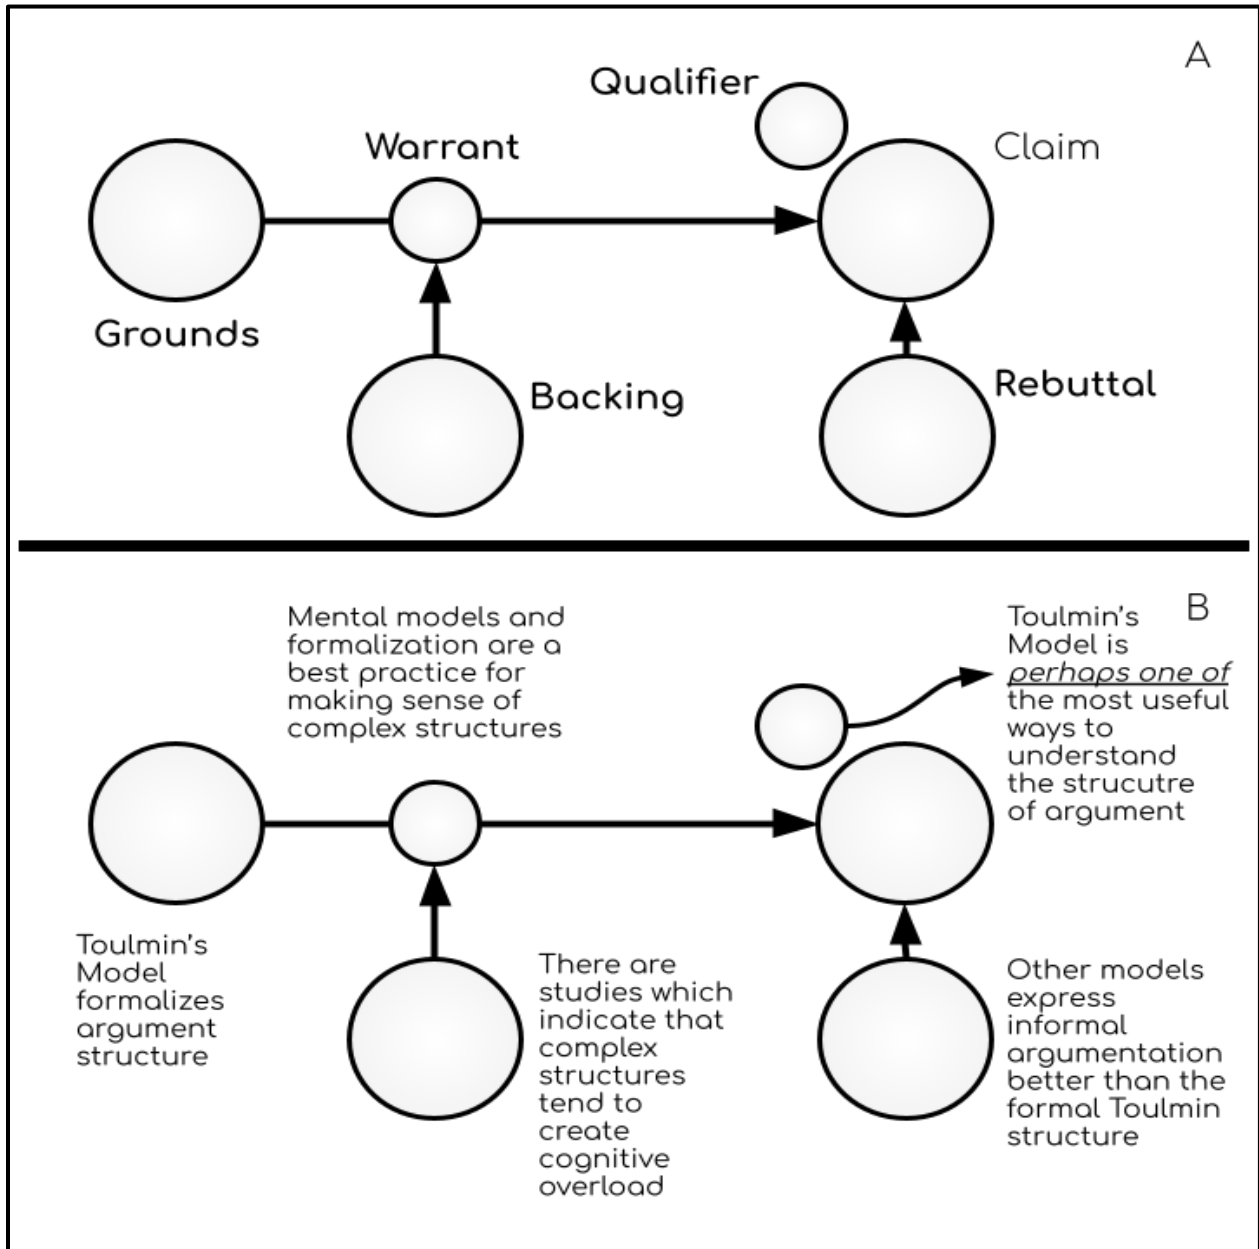 A
Qualifier
Warrant
Claim
Grounds
Backing
Rebuttal
B
Mental models and
formalization are a
best practice for
making sense of
complex structures
Toulmin's
Model is
perhaps one of
the most useful
ways to
understand
the strucutre
of argument
Toulmin's
Model
formalizes
argument
structure
There are
studies which
indicate that
complex
structures
tend to
create
cognitive
overload
Other models
express
informal
argumentation
better than the
formal Toulmin
structure